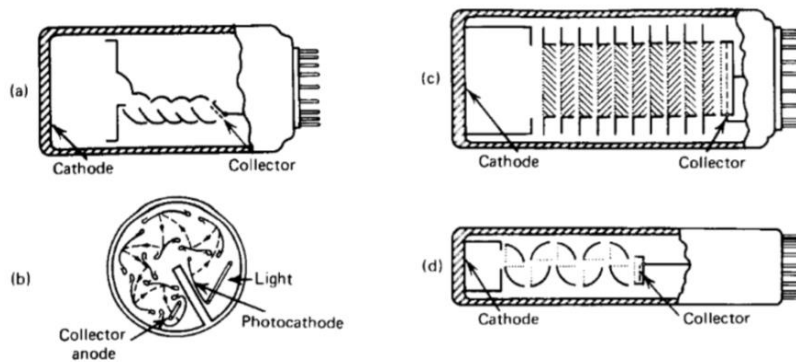 (a)
Cathode
Collector
(b)
Light
Photocathode
Collector
anode
(c)
Cathode
Collector
(d)
Cathode
Collector